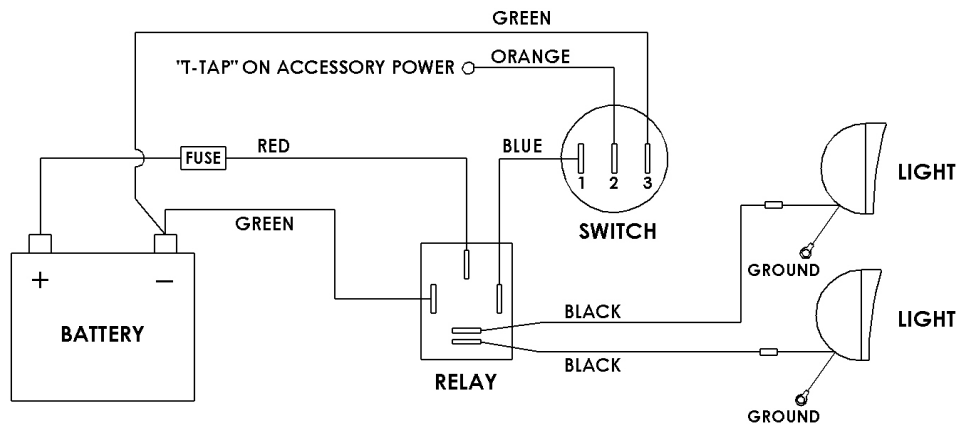 GREEN
"T-TAP" ON ACCESSORY POWER
ORANGE
FUSE
RED
BLUE
1 2 3
LIGHT
GREEN
SWITCH
GROUND
+ −
BLACK
LIGHT
BATTERY
BLACK
RELAY
GROUND